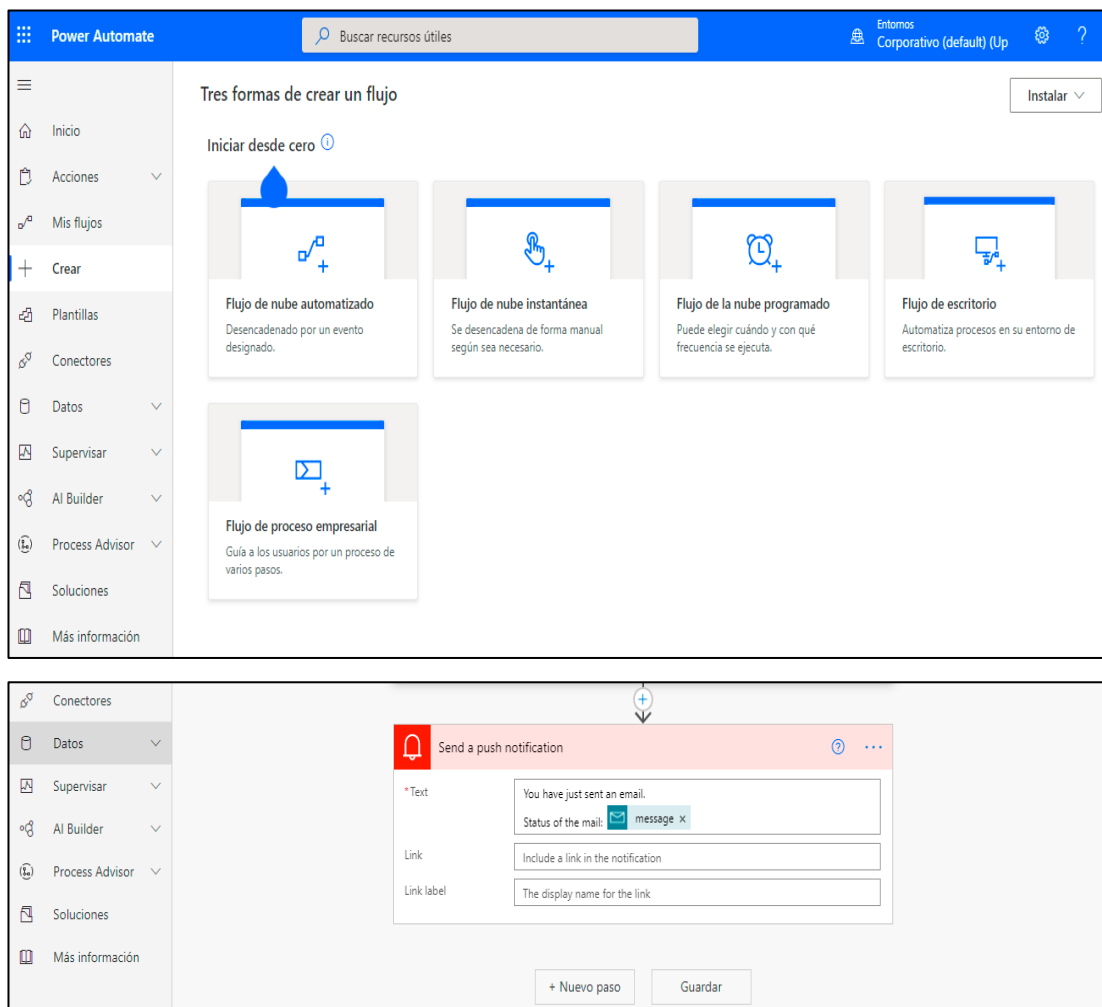 Power Automate
Buscar recursos útiles
Entornos
Corporativo (default) (Up
?
Tres formas de crear un flujo
Instalar
Iniciar desde cero
Inicio
Acciones
Mis flujos
Crear
Plantillas
Conectores
Datos
Supervisar
AI Builder
Process Advisor
Soluciones
Más información
Flujo de nube automatizado
Desencadenado por un evento
designado.
Flujo de nube instantánea
Se desencadena de forma manual
según sea necesario.
Flujo de la nube programado
Puede elegir cuándo y con qué
frecuencia se ejecuta.
Flujo de escritorio
Automatiza procesos en su entorno de
escritorio.
Flujo de proceso empresarial
Guía a los usuarios por un proceso de
varios pasos.
Conectores
Datos
Supervisar
AI Builder
Process Advisor
Soluciones
Más información
Send a push notification
*Text
You have just sent an email.
Status of the mail: message ×
Link
Include a link in the notification
Link label
The display name for the link
+ Nuevo paso
Guardar